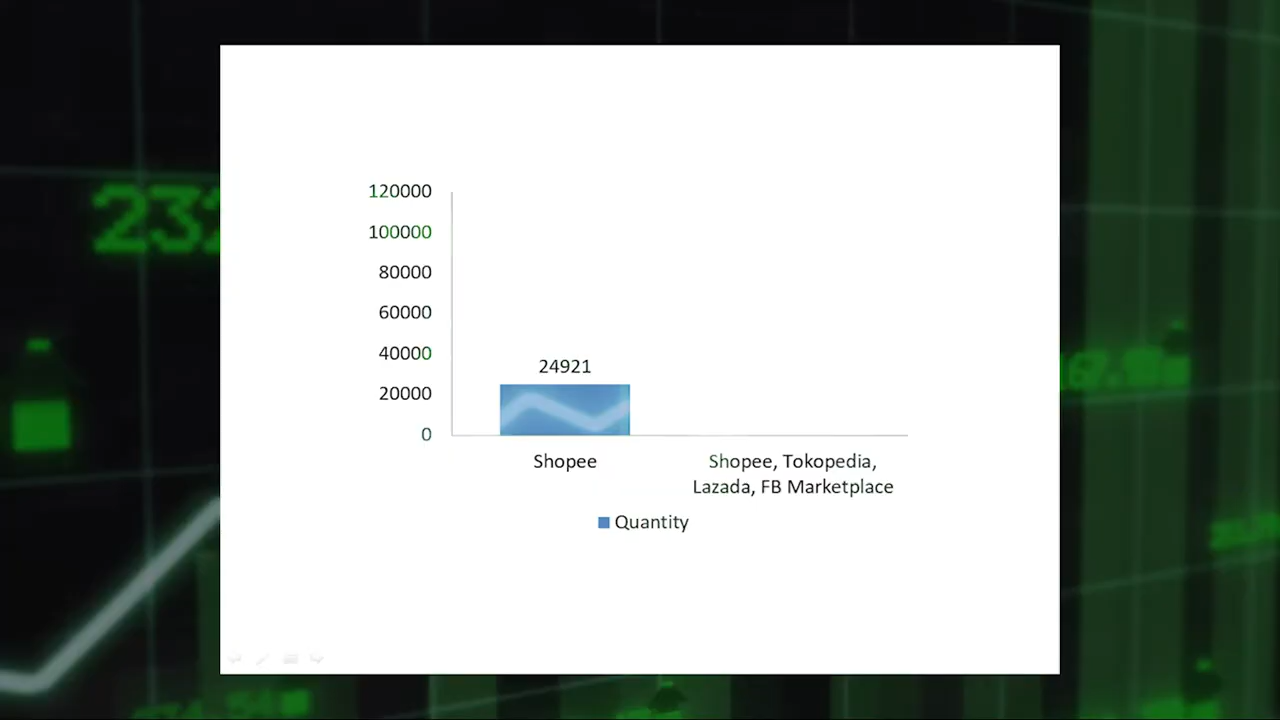 120000
100000
80000
60000
40000
20000
0
24921
Shopee
Shopee, Tokopedia,
Lazada, FB Marketplace
Quantity